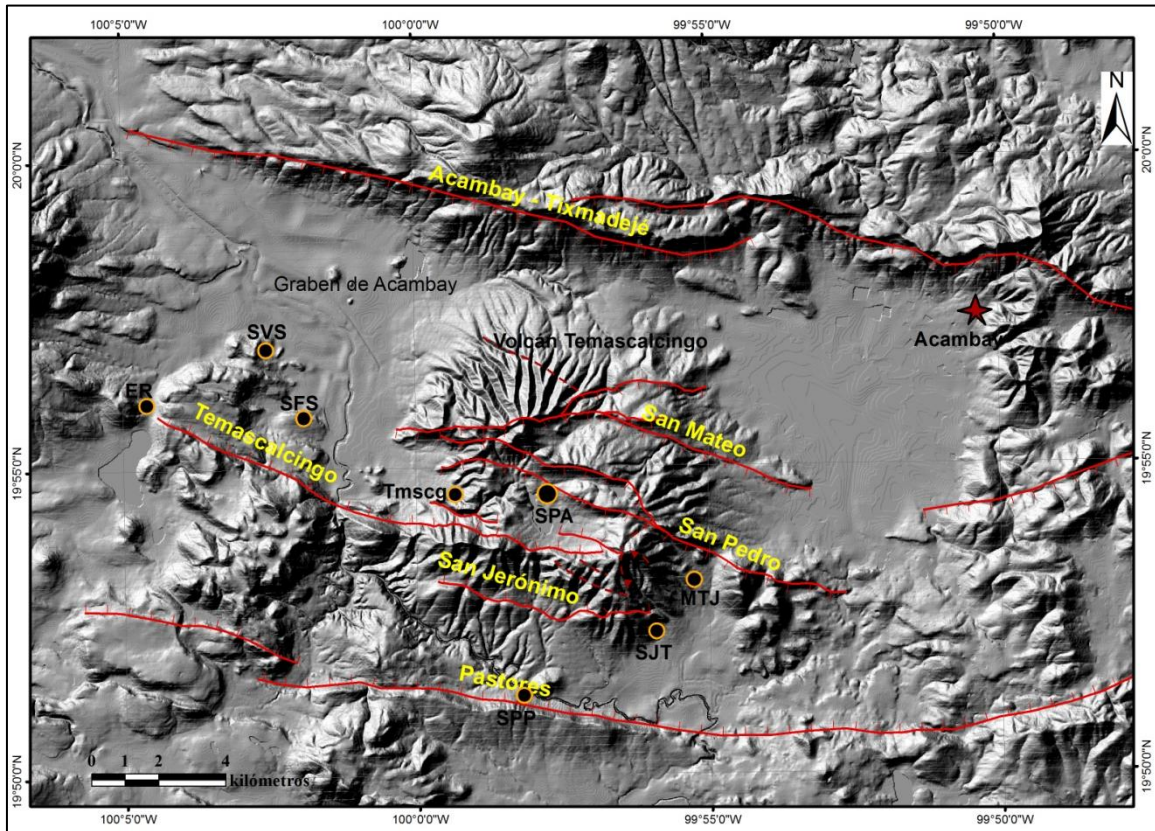 100°5'0"W 100°0'0"W 99°55'0"W 99°50'0"W
N
20°0'0"N
20°0'0"N
Acambay - Tixmadejé
Graben de Acambay
Volcán Temascalcingo
Acambay
SVS
ER
SFS
Temascalcingo
San Mateo
19°55'0"N
19°55'0"N
Tmscg
SPA
San Pedro
San Jerónimo
MTJ
SJT
Pastores
SPP
0 1 2 4
kilómetros
19°50'0"N
19°50'0"N
100°5'0"W 100°0'0"W 99°55'0"W 99°50'0"W